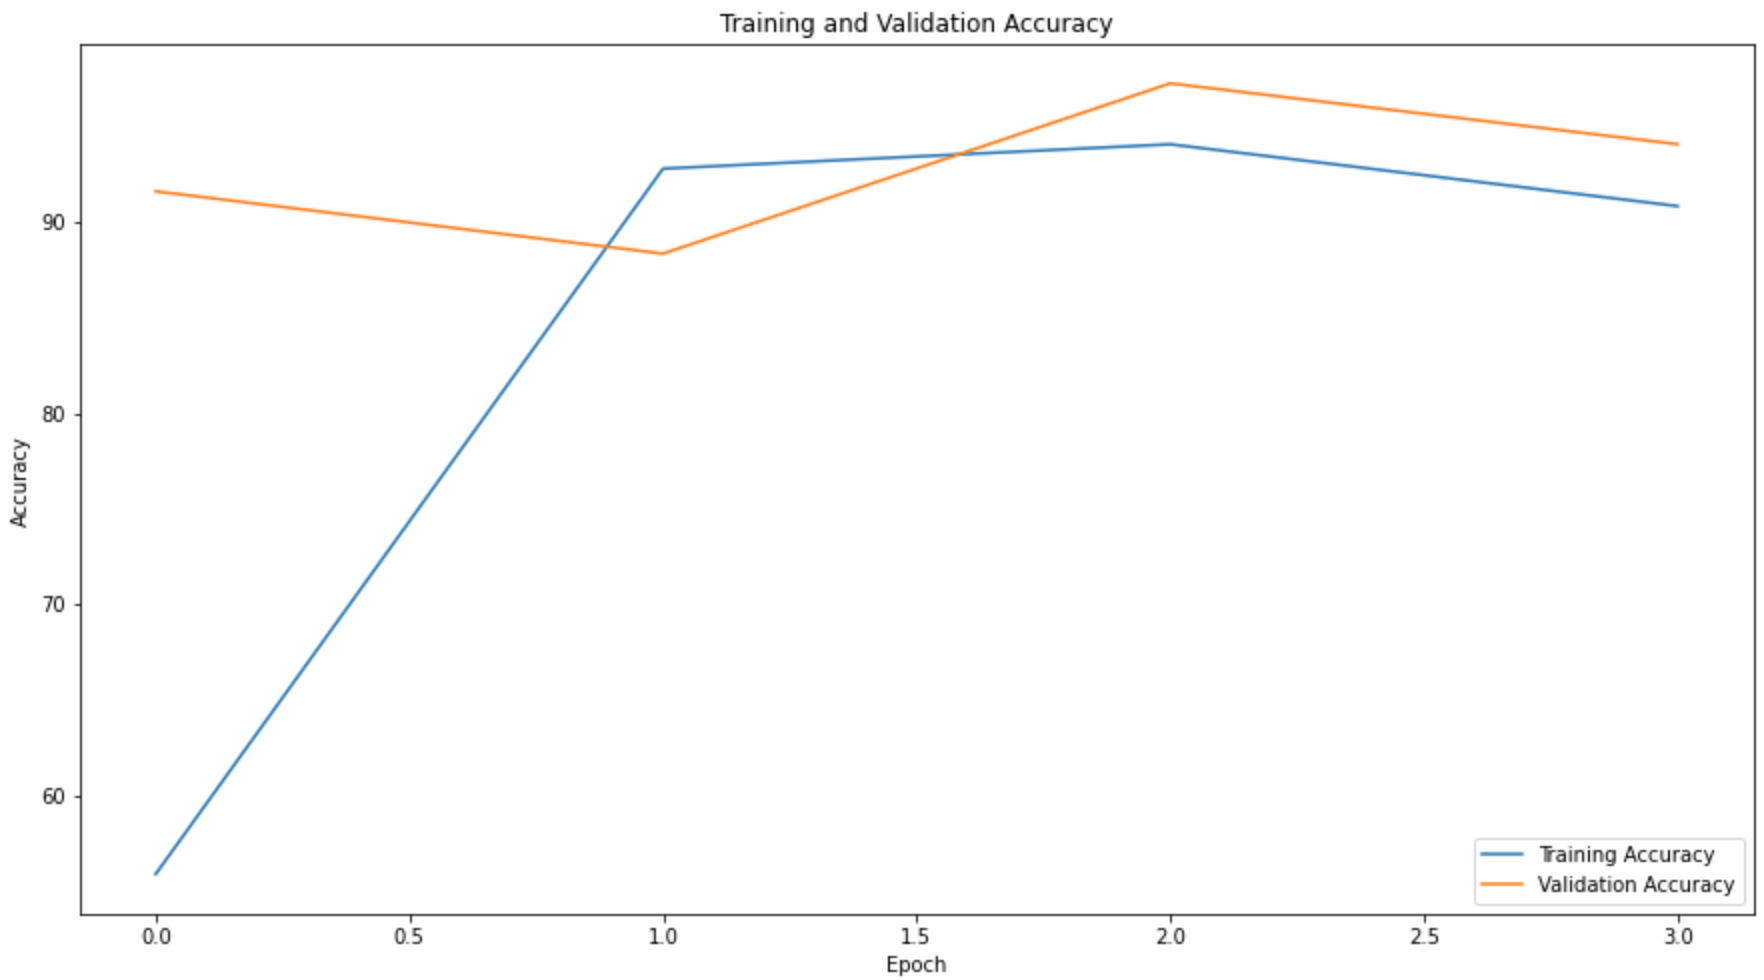 Training and Validation Accuracy
90
80
70
60
Accuracy
0.0 0.5 1.0 1.5 2.0 2.5 3.0
Epoch
Training Accuracy
Validation Accuracy